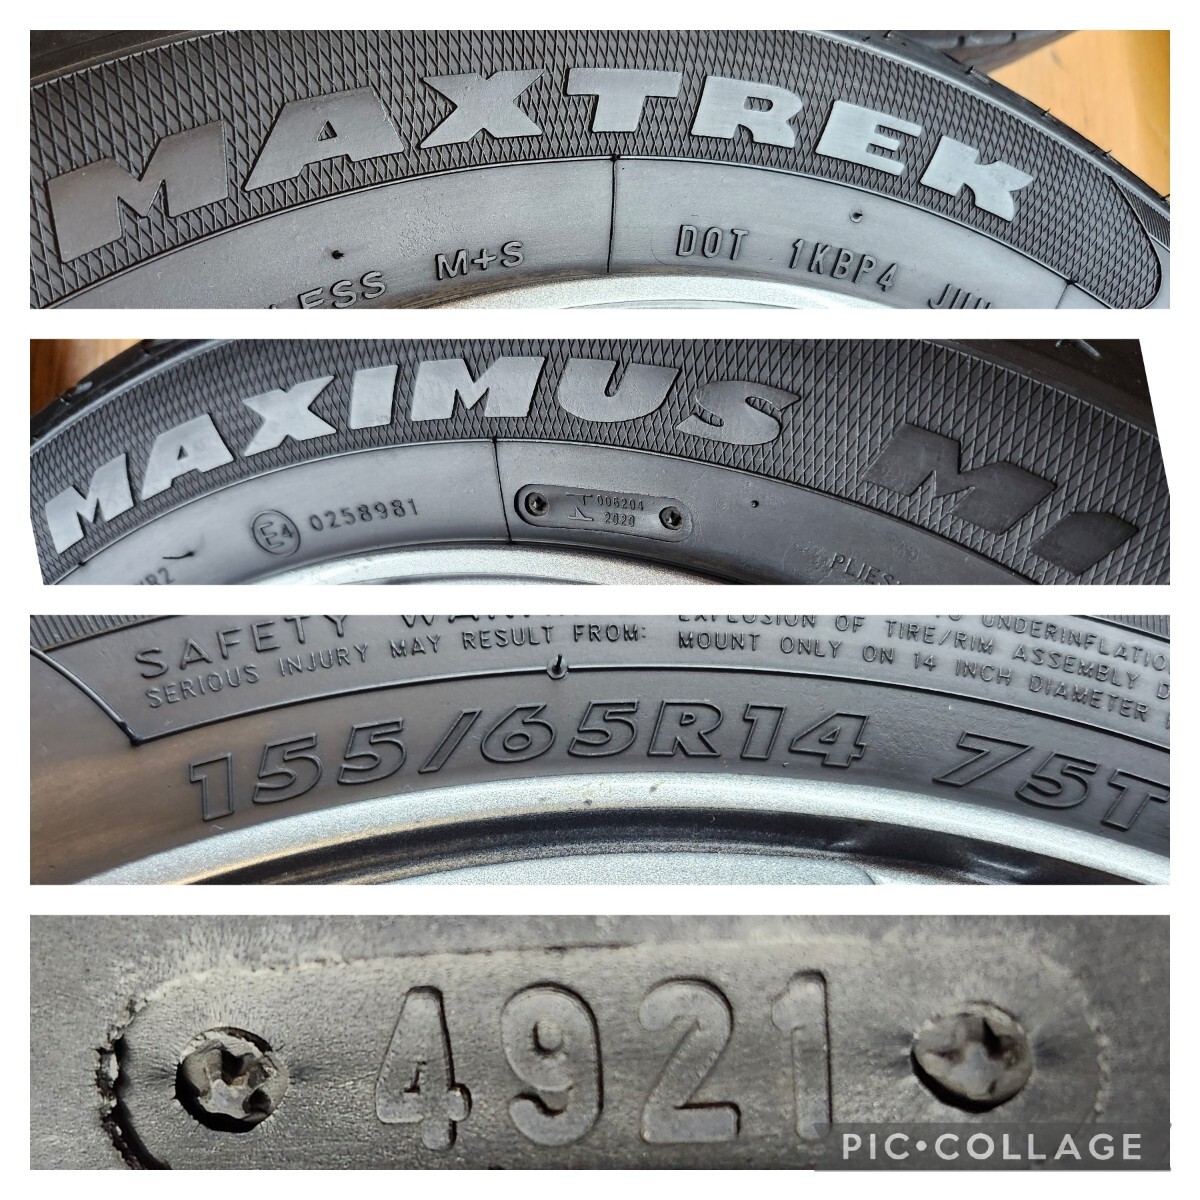 MAXTREK
M+S
DOT 1KBP4
MAXIMUS
E4 0258981
006204
2020
SAFETY
SERIOUS INJURY MAY RESULT FROM:
EXPLOSION OF TIRE/RIM ASSEMBLY
MOUNT ONLY ON 14 INCH DIAMETER
155/65R14 75T
4921
PIC•COLLAGE